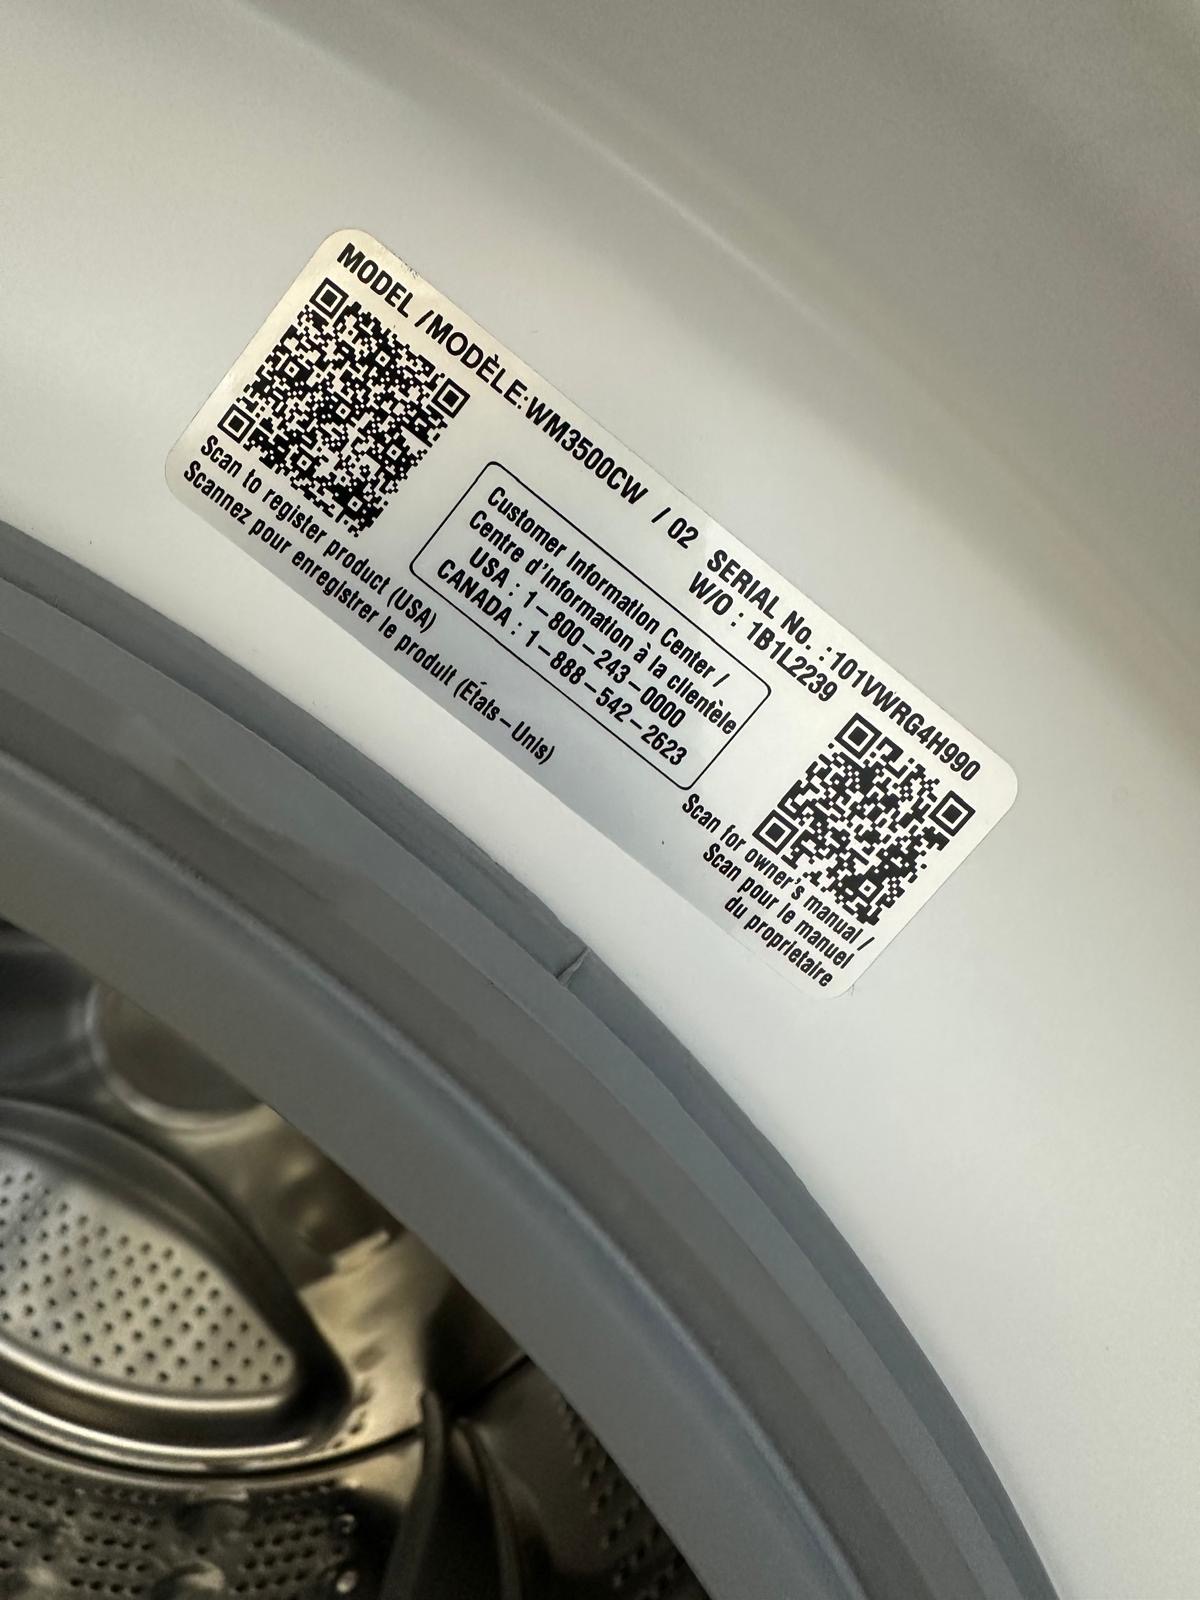 MODEL /MODÈLE:WM3500CW / 02 SERIAL No. :101VWRG4H990
W/O : 1B1L2239
Customer Information Center /
Centre d'Information à la clientèle
USA : 1-800-243-0000
CANADA : 1-888-542-2623
Scan to register product (USA)
Scannez pour enregistrer le produit (États-Unis)
Scan for owner's manual /
Scan pour le manuel
du proprietaire